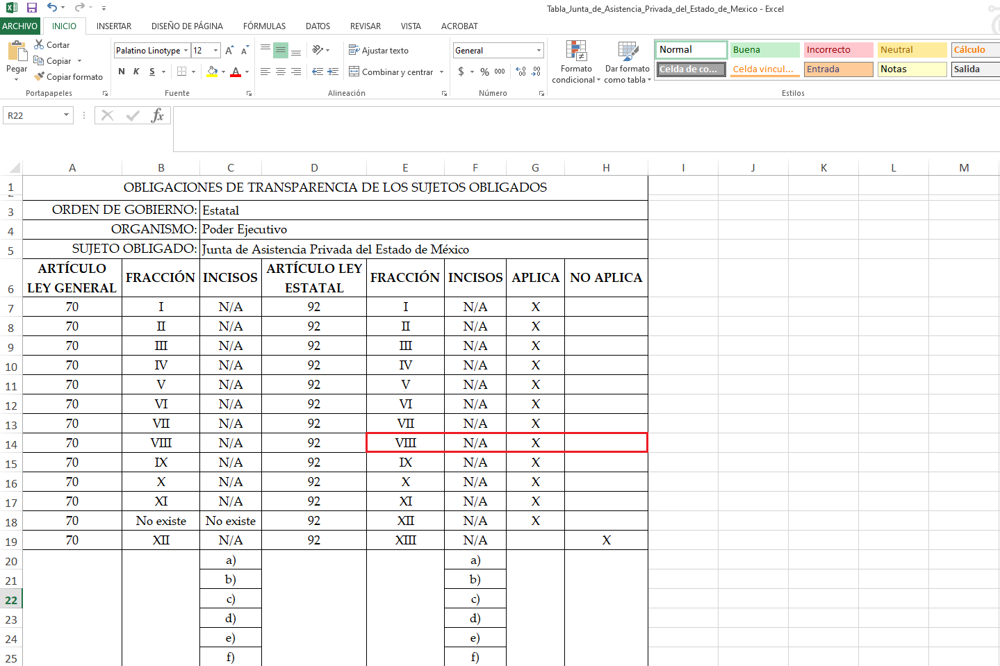 Tabla_Junta_de_Asistencia_Privada_del_Estado_de_Mexico - Excel
ARCHIVO INICIO INSERTAR DISEÑO DE PÁGINA FÓRMULAS DATOS REVISAR VISTA ACROBAT
Pegar
Cortar
Copiar
Copiar formato
Portapapeles
Palatino Linotype 12
N K S
Fuente
Ajustar texto
Combinar y centrar
Alineación
General
$ % 000
Número
Formato condicional
Dar formato como tabla
Normal Buena Incorrecto Neutral Cálculo
Celda de co... Celda vincul... Entrada Notas Salida
Estilos
R22 fx
A B C D E F G H I J K L M
1 OBLIGACIONES DE TRANSPARENCIA DE LOS SUJETOS OBLIGADOS
2
3 ORDEN DE GOBIERNO: Estatal
4 ORGANISMO: Poder Ejecutivo
5 SUJETO OBLIGADO: Junta de Asistencia Privada del Estado de México
6 ARTÍCULO LEY GENERAL FRACCIÓN INCISOS ARTÍCULO LEY ESTATAL FRACCIÓN INCISOS APLICA NO APLICA
7 70 I N/A 92 I N/A X
8 70 II N/A 92 II N/A X
9 70 III N/A 92 III N/A X
10 70 IV N/A 92 IV N/A X
11 70 V N/A 92 V N/A X
12 70 VI N/A 92 VI N/A X
13 70 VII N/A 92 VII N/A X
14 70 VIII N/A 92 VIII N/A X
15 70 IX N/A 92 IX N/A X
16 70 X N/A 92 X N/A X
17 70 XI N/A 92 XI N/A X
18 70 No existe No existe 92 XII N/A X
19 70 XII N/A 92 XIII N/A X
20 a) a)
21 b) b)
22 c) c)
23 d) d)
24 e) e)
25 f) f)